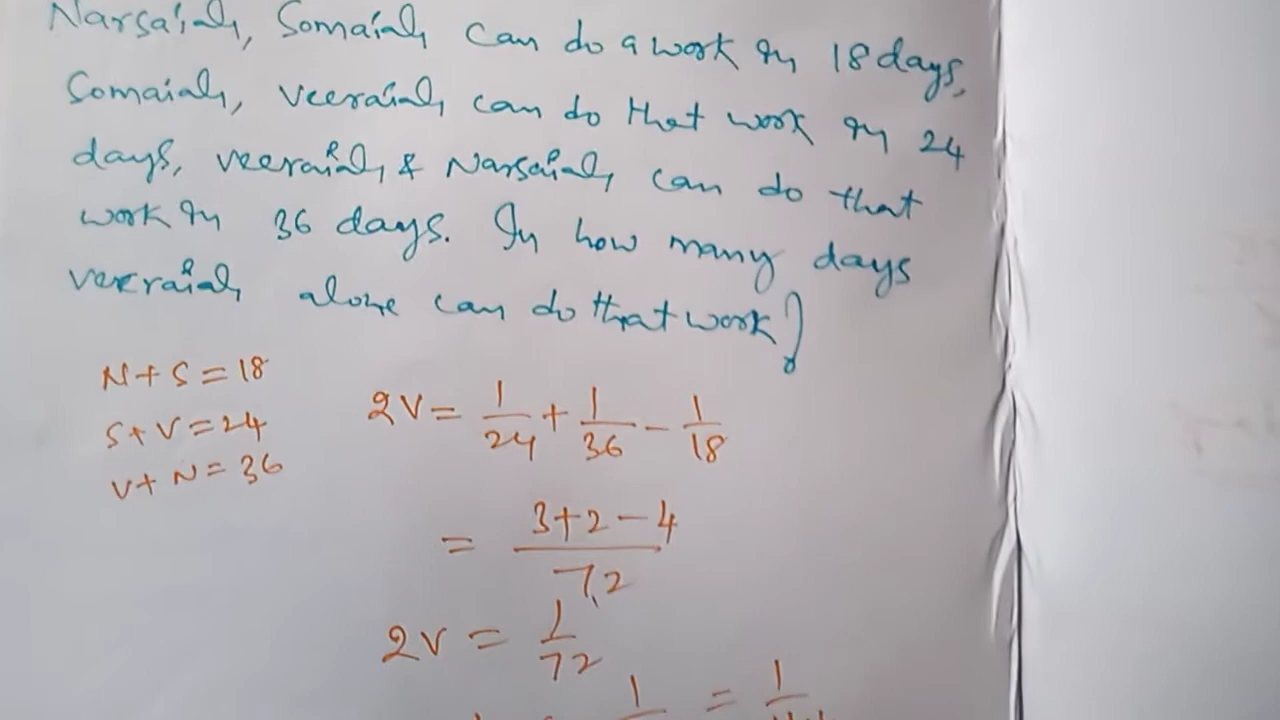 Narsaiah, Somaiah can do a work in 18 days,
Somaiah, Veeraiah can do that work in 24
days, Veeraiah & Narsaiah can do that
work in 36 days. In how many days
Veeraiah alone can do that work?
N + S = 18
S + V = 24
V + N = 36
2V = 1/24 + 1/36 - 1/18
= 3+2-4/72
2V = 1/72
1 = 1